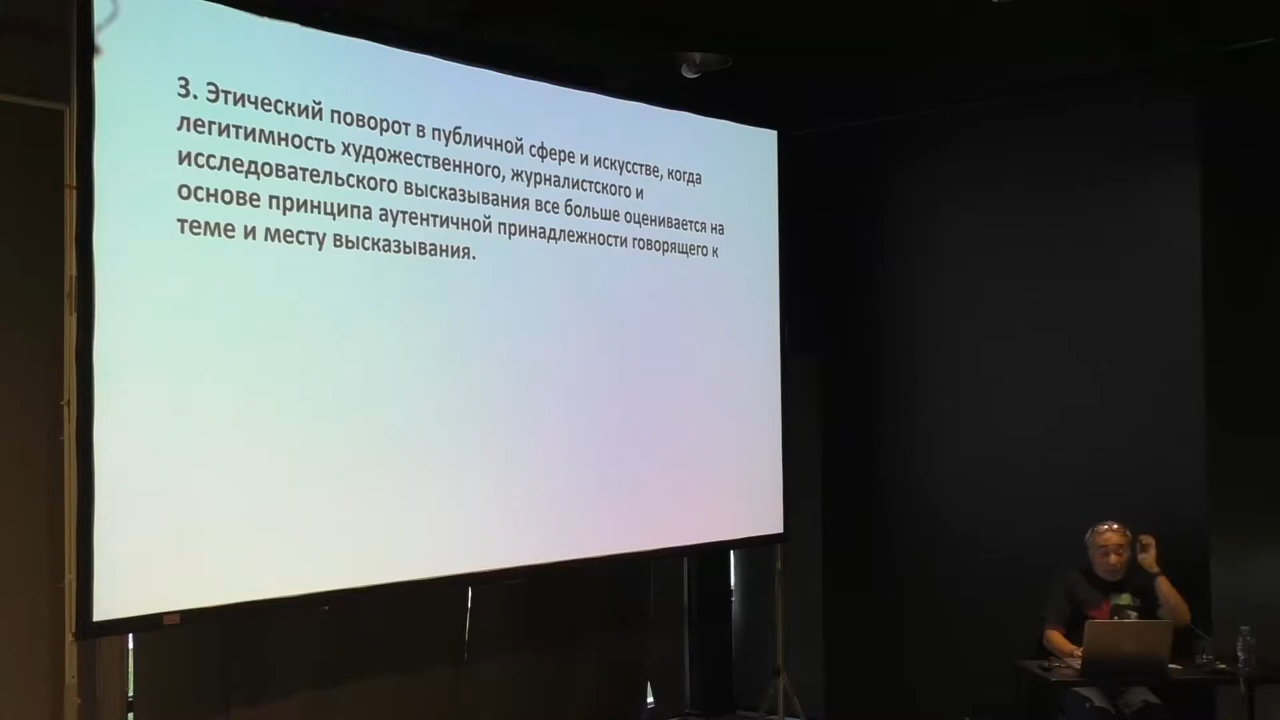 3. Этический поворот в публичной сфере и искусстве, когда
легитимность художественного, журналистского и
исследовательского высказывания все больше оценивается на
основе принципа аутентичной принадлежности говорящего к
теме и месту высказывания.